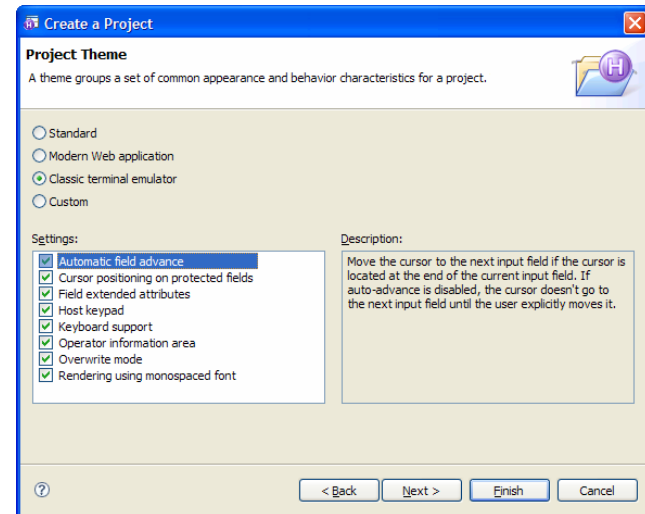 Create a Project
Project Theme
A theme groups a set of common appearance and behavior characteristics for a project.
H
Standard
Modern Web application
Classic terminal emulator
Custom
Settings:
Automatic field advance
Cursor positioning on protected fields
Field extended attributes
Host keypad
Keyboard support
Operator information area
Overwrite mode
Rendering using monospaced font
Description:
Move the cursor to the next input field if the cursor is
located at the end of the current input field. If
auto-advance is disabled, the cursor doesn't go to
the next input field until the user explicitly moves it.
?
< Back
Next >
Finish
Cancel